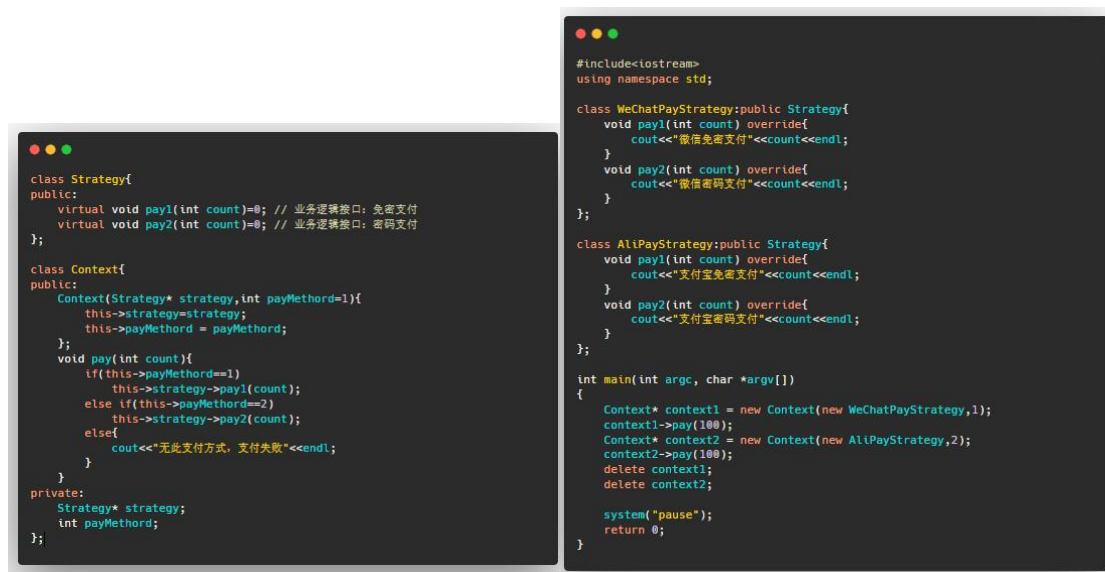 class Strategy{
public:
    virtual void pay1(int count)=0; // 业务逻辑接口：免密支付
    virtual void pay2(int count)=0; // 业务逻辑接口：密码支付
};

class Context{
public:
    Context(Strategy* strategy,int payMethord=1){
        this->strategy=strategy;
        this->payMethord = payMethord;
    };
    void pay(int count){
        if(this->payMethord==1)
            this->strategy->pay1(count);
        else if(this->payMethord==2)
            this->strategy->pay2(count);
        else{
            cout<<"无此支付方式，支付失败"<<endl;
        }
    }
private:
    Strategy* strategy;
    int payMethord;
};
#include<iostream>
using namespace std;

class WeChatPayStrategy:public Strategy{
    void pay1(int count) override{
        cout<<"微信免密支付"<<count<<endl;
    }
    void pay2(int count) override{
        cout<<"微信密码支付"<<count<<endl;
    }
};

class AliPayStrategy:public Strategy{
    void pay1(int count) override{
        cout<<"支付宝免密支付"<<count<<endl;
    }
    void pay2(int count) override{
        cout<<"支付宝密码支付"<<count<<endl;
    }
};

int main(int argc, char *argv[])
{
    Context* context1 = new Context(new WeChatPayStrategy,1);
    context1->pay(100);
    Context* context2 = new Context(new AliPayStrategy,2);
    context2->pay(100);
    delete context1;
    delete context2;

    system("pause");
    return 0;
}